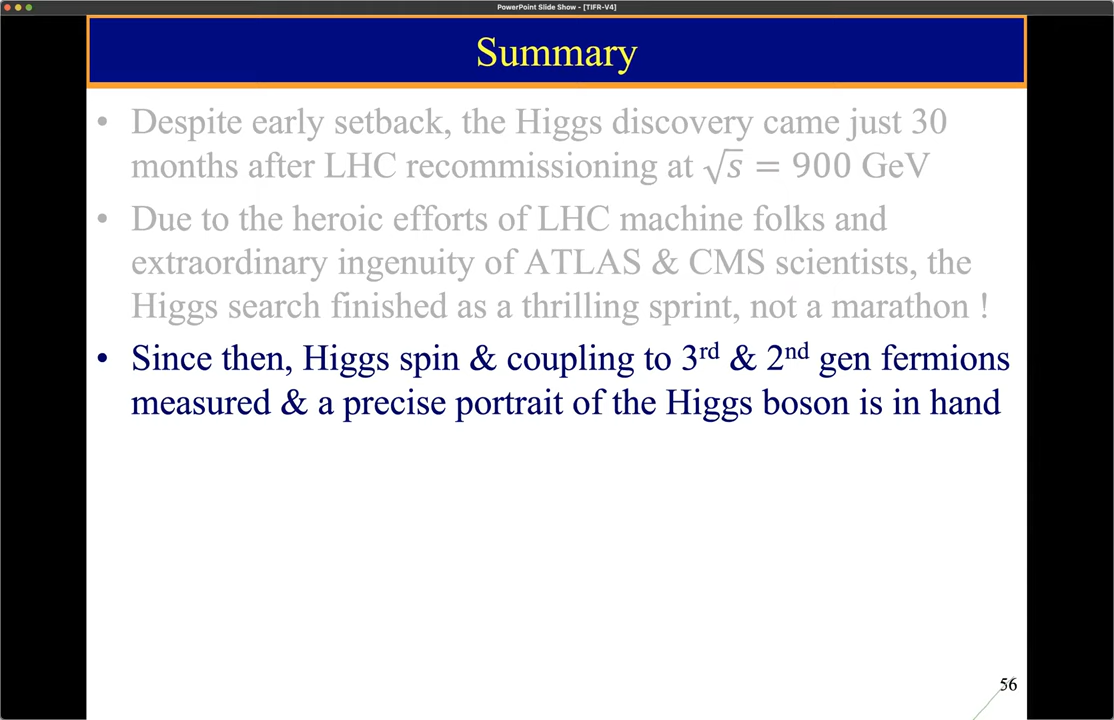 PowerPoint Slide Show - [TIFR-V4]
Summary
• Despite early setback, the Higgs discovery came just 30
months after LHC recommissioning at √s = 900 GeV
• Due to the heroic efforts of LHC machine folks and
extraordinary ingenuity of ATLAS & CMS scientists, the
Higgs search finished as a thrilling sprint, not a marathon !
• Since then, Higgs spin & coupling to 3rd & 2nd gen fermions
measured & a precise portrait of the Higgs boson is in hand
56